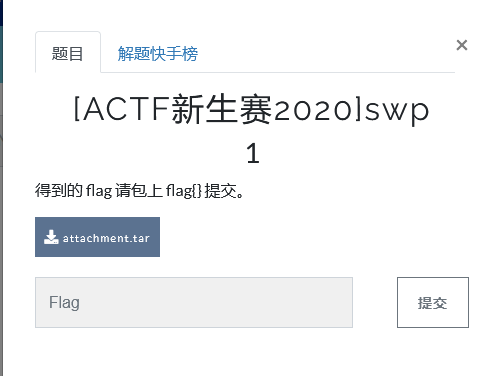 题目 解题快手榜
×
[ACTF新生赛2020]swp
1
得到的 flag 请包上 flag{} 提交。
attachment.tar
Flag 提交